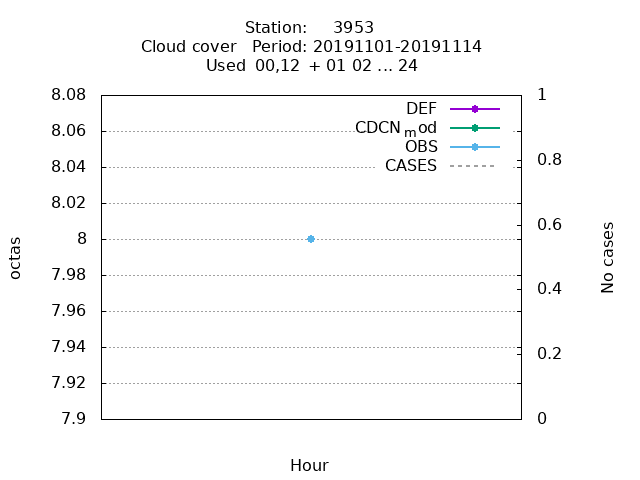 Station: 3953
Cloud cover Period: 20191101-20191114
Used 00,12 + 01 02 ... 24
8.08
8.06
8.04
8.02
8
7.98
7.96
7.94
7.92
7.9
1
0.8
0.6
0.4
0.2
0
DEF
CDCNmod
OBS
CASES
octas
No cases
Hour